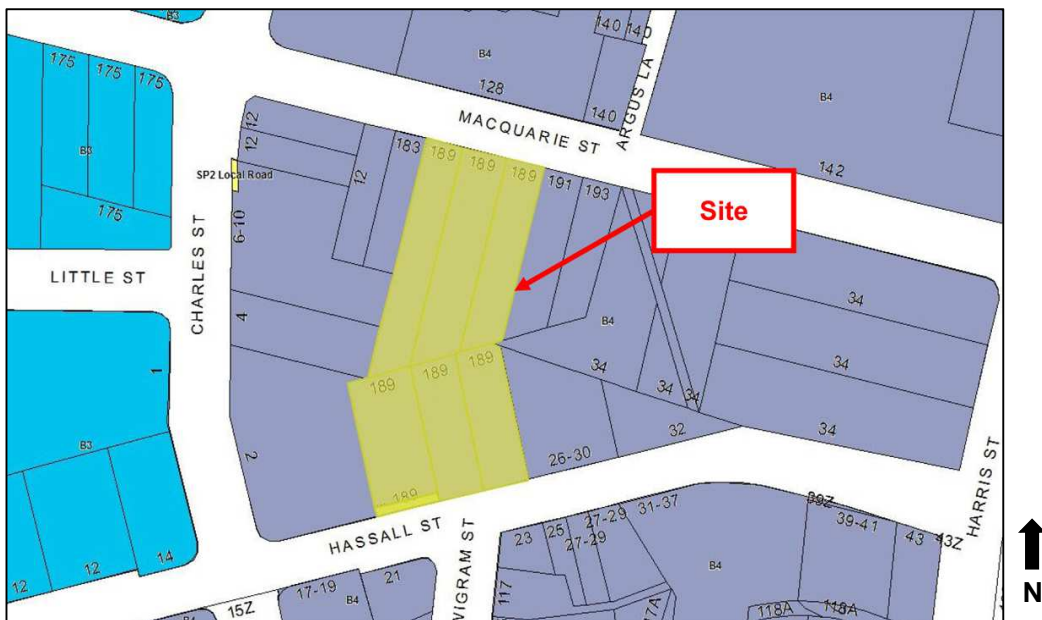 B3
140 140
175 175 175
B4
128
140
ARGUS LA
B4
MACQUARIE ST
142
12
12
12
183 189 189 189
191 193
B3
SP2 Local Road
175
6-10
Site
LITTLE ST
CHARLES ST
4
B4
34
34
34 34
34
1
189 189 189
B3
2
26-30
32
34
189
HASSALL ST
HARRIS ST
N
12
12
14
WIGRAM ST
23
25
27-29
27-29
31-37
39Z
39-41
43
43Z
17-19
21
B4
15Z
117
B4
118A
118A
17A
B4